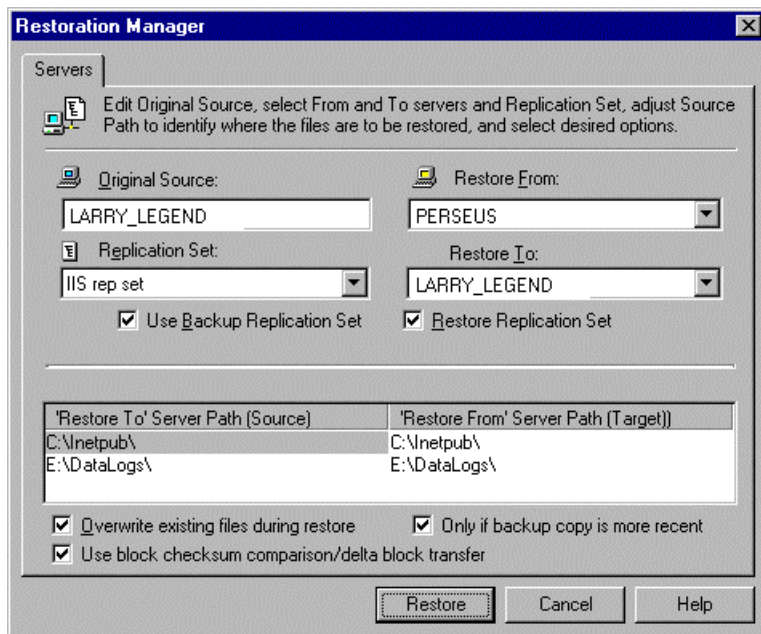 Restoration Manager
Servers
Edit Original Source, select From and To servers and Replication Set, adjust Source
Path to identify where the files are to be restored, and select desired options.
Original Source:
Restore From:
LARRY_LEGEND
PERSEUS
Replication Set:
Restore To:
IIS rep set
LARRY_LEGEND
Use Backup Replication Set
Restore Replication Set
'Restore To' Server Path (Source)
'Restore From' Server Path (Target))
C:\Inetpub\
C:\Inetpub\
E:\DataLogs\
E:\DataLogs\
Overwrite existing files during restore
Only if backup copy is more recent
Use block checksum comparison/delta block transfer
Restore
Cancel
Help